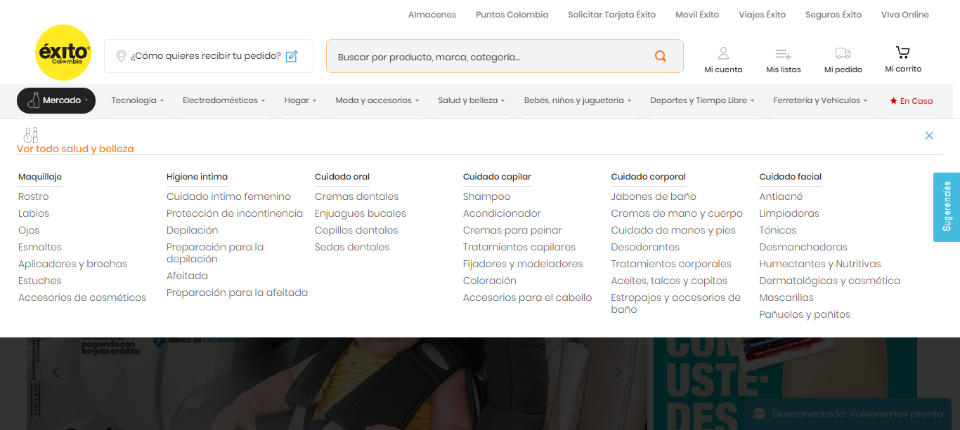 Almacenes Puntos Colombia Solicitar Tarjeta Éxito Movil Éxito Viajes Éxito Seguros Éxito VIva Online
éxito
Colombia
¿Cómo quieres recibir tu pedido?
Buscar por producto, marca, categoría...
Mi cuenta Mis listas Mi pedido Mi carrito
Mercado Tecnología Electrodomésticos Hogar Moda y accesorios Salud y belleza Bebés, niños y juguetería Deportes y Tiempo Libre Ferretería y Vehículos En Casa
Ver todo salud y belleza
Maquillaje
Rostro
Labios
Ojos
Esmaltes
Aplicadores y brochas
Estuches
Accesorios de cosméticos
Higiene intima
Cuidado intimo femenino
Protección de incontinencia
Depilación
Preparación para la
depilación
Afeitada
Preparación para la afeitada
Cuidado oral
Cremas dentales
Enjuagues bucales
Cepillos dentales
Sedas dentales
Cuidado capilar
Shampoo
Acondicionador
Cremas para peinar
Tratamientos capilares
Fijadores y modeladores
Coloración
Accesorios para el cabello
Cuidado corporal
Jabones de baño
Cremas de mano y cuerpo
Cuidado de manos y pies
Desodorantes
Tratamientos corporales
Aceites, talcos y copitos
Estropajos y accesorios de
baño
Cuidado facial
Antiacné
Limpiadoras
Tónicos
Desmanchadoras
Humectantes y Nutritivas
Dermatológicas y cosmética
Mascarillas
Pañuelos y pañitos
Sugerencias
pagando con
tarjeta crédito
Banco de Occidente
VIGILADO
CON
USTE-
DES
Desconectado: Volveremos pronto